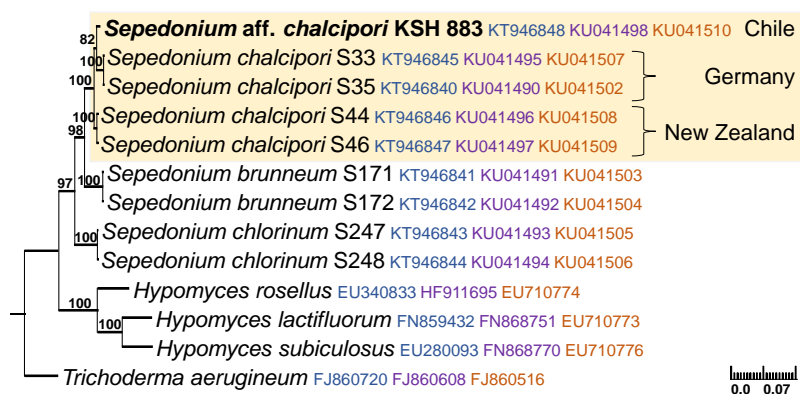 Sepedonium aff. chalcipori KSH 883 KT946848 KU041498 KU041510 Chile
82
Sepedonium chalcipori S33 KT946845 KU041495 KU041507
100
Germany
100
Sepedonium chalcipori S35 KT946840 KU041490 KU041502
100
Sepedonium chalcipori S44 KT946846 KU041496 KU041508
New Zealand
98
Sepedonium chalcipori S46 KT946847 KU041497 KU041509
Sepedonium brunneum S171 KT946841 KU041491 KU041503
97
100
Sepedonium brunneum S172 KT946842 KU041492 KU041504
Sepedonium chlorinum S247 KT946843 KU041493 KU041505
100
Sepedonium chlorinum S248 KT946844 KU041494 KU041506
Hypomyces rosellus EU340833 HF911695 EU710774
100
Hypomyces lactifluorum FN859432 FN868751 EU710773
100
Hypomyces subiculosus EU280093 FN868770 EU710776
Trichoderma aerugineum FJ860720 FJ860608 FJ860516
0.0 0.07